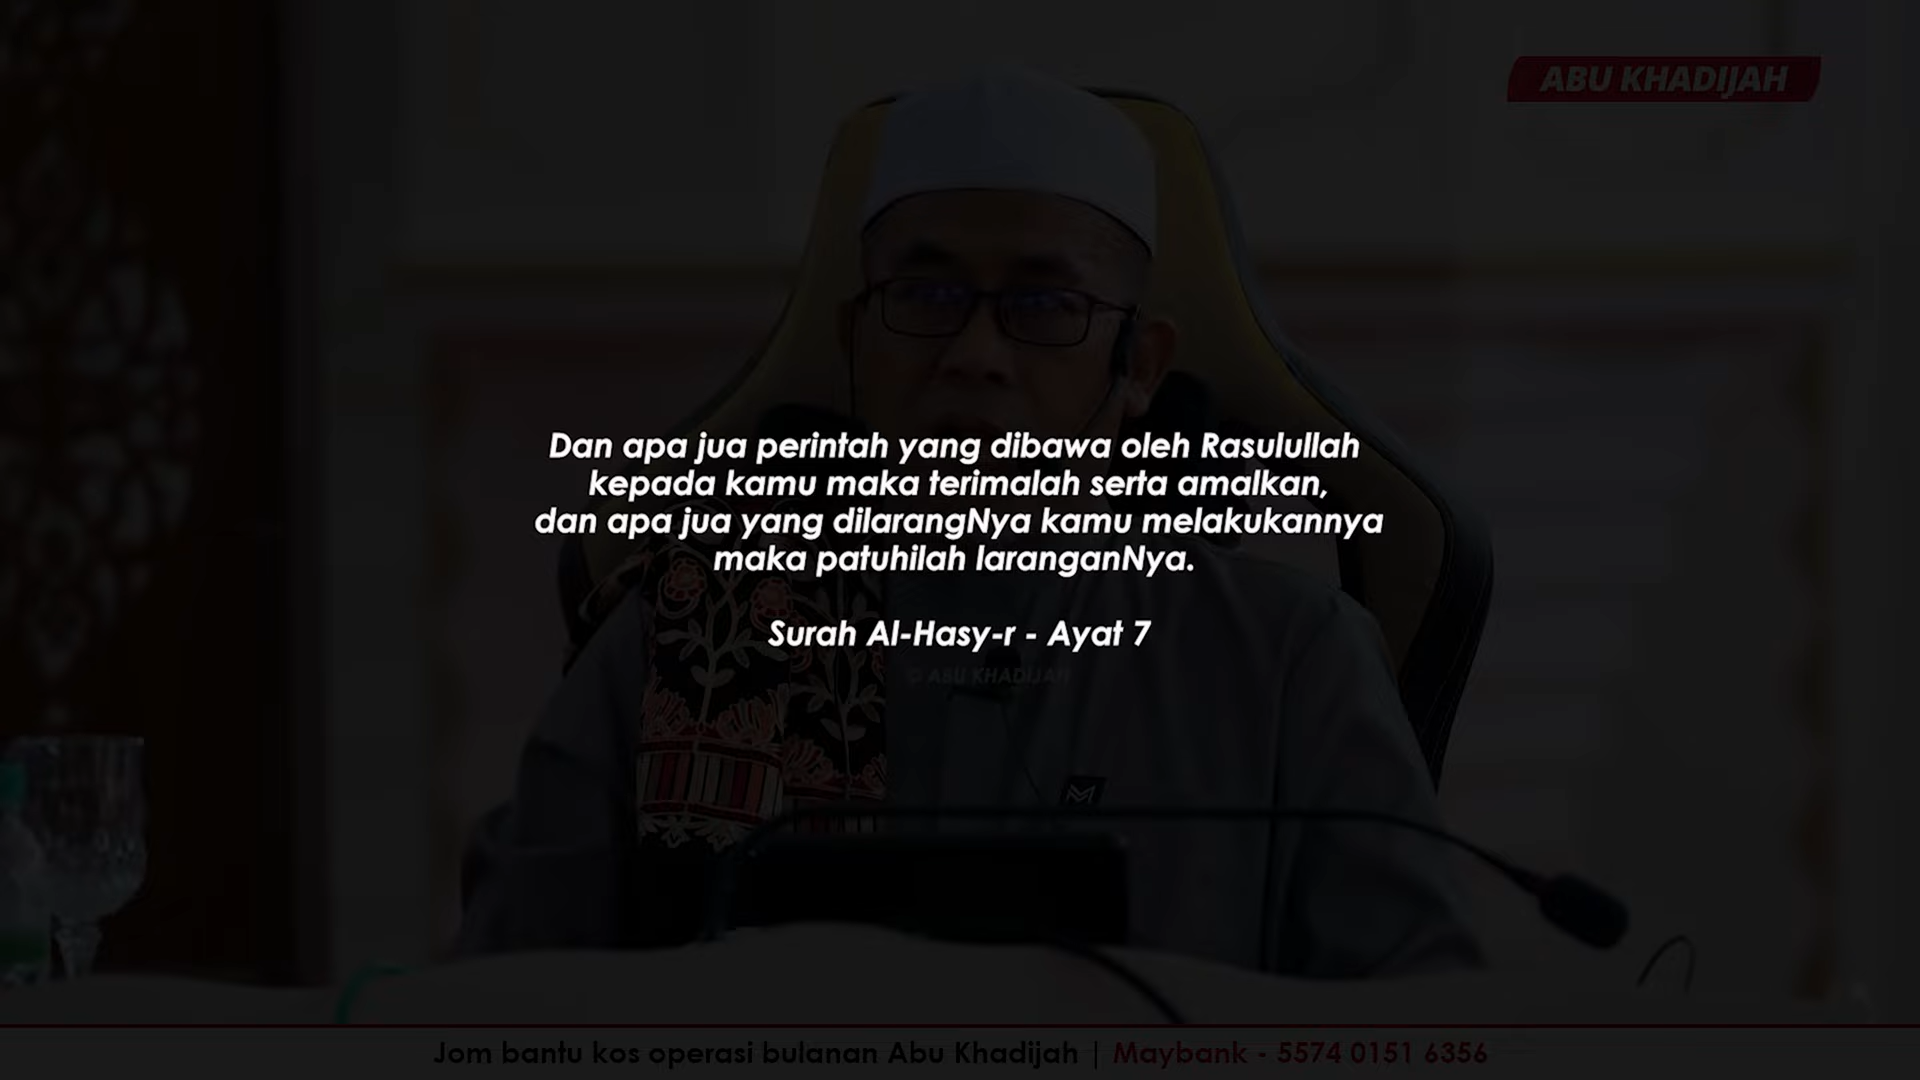 ABU KHADIJAH
Dan apa jua perintah yang dibawa oleh Rasulullah
kepada kamu maka terimalah serta amalkan,
dan apa jua yang dilarangNya kamu melakukannya
maka patuhilah laranganNya.
Surah Al-Hasy-r - Ayat 7
© ABU KHADIJAH
Jom bantu kos operasi bulanan Abu Khadijah | Maybank - 5574 0151 6356